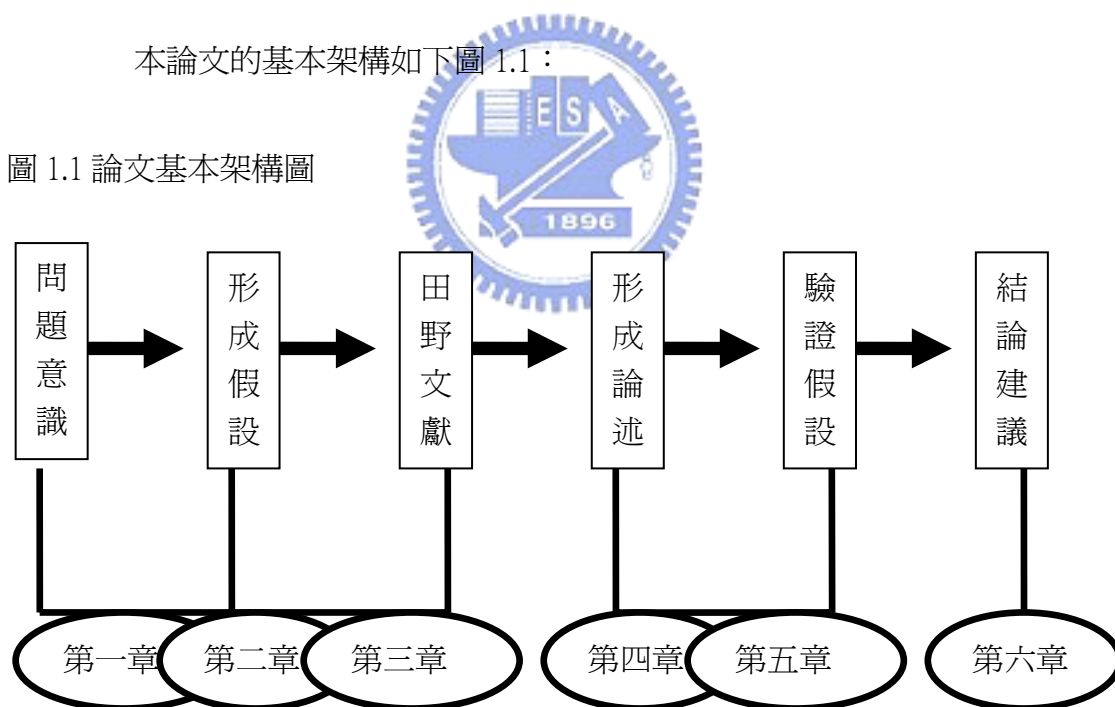 本論文的基本架構如下圖 1.1：
ESA
1896
圖 1.1 論文基本架構圖
問題意識
形成假設
田野文獻
形成論述
驗證假設
結論建議
第一章
第二章
第三章
第四章
第五章
第六章